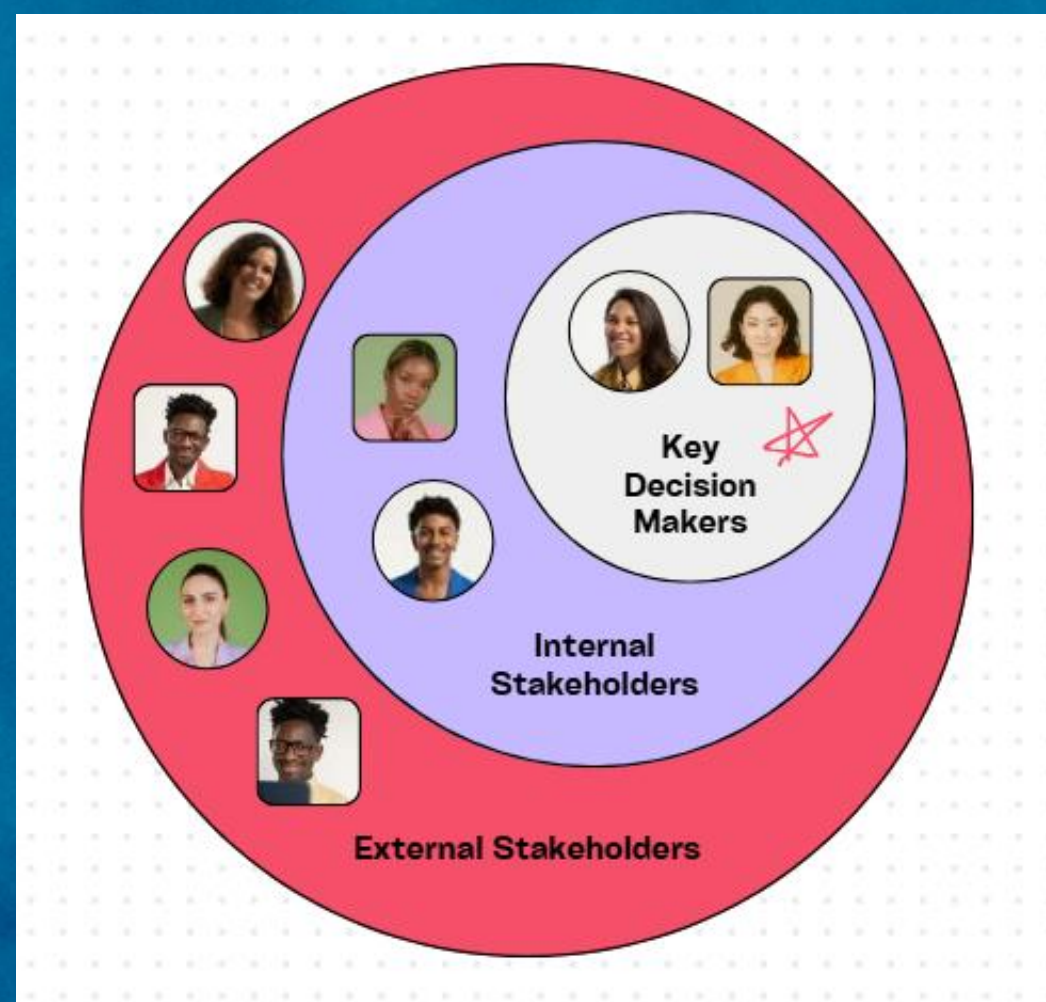 Key
Decision
Makers
Internal
Stakeholders
External Stakeholders